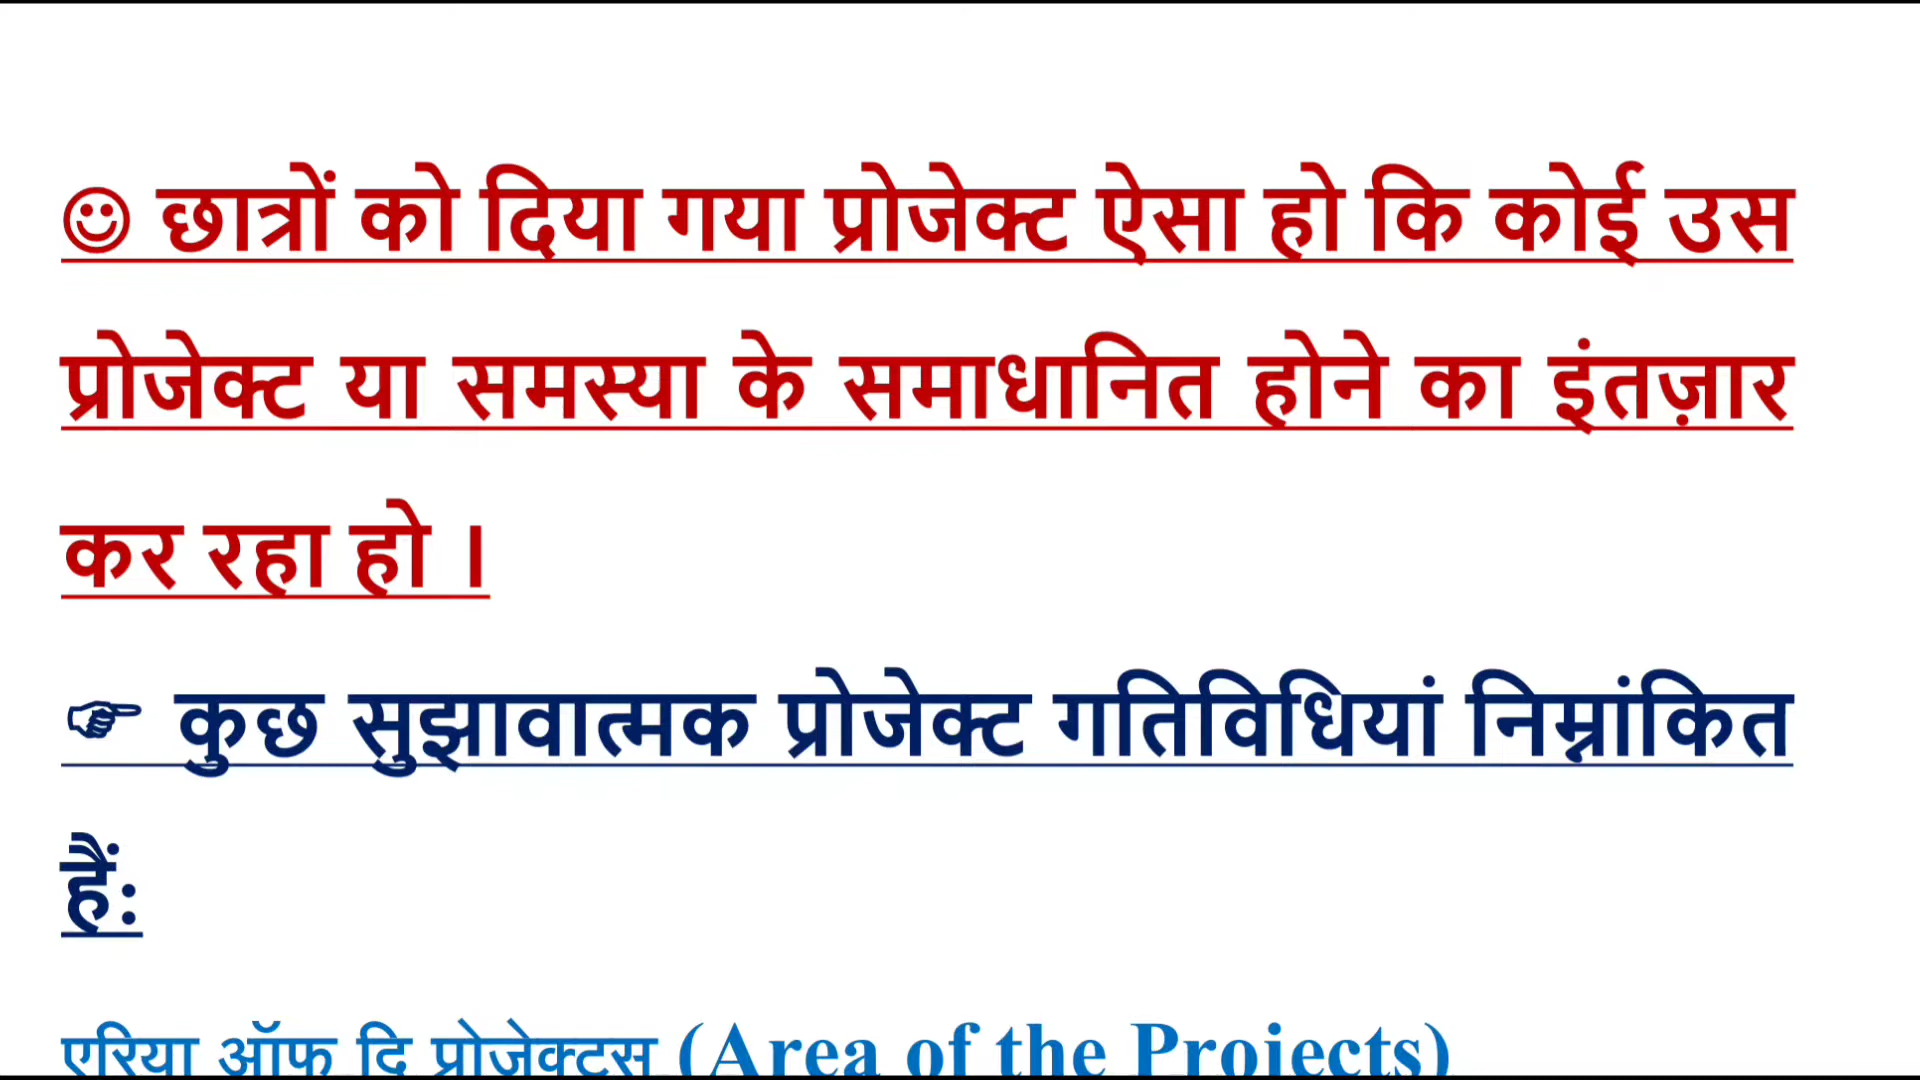 ☺ छात्रों को दिया गया प्रोजेक्ट ऐसा हो कि कोई उस
प्रोजेक्ट या समस्या के समाधानित होने का इंतज़ार
कर रहा हो ।
☞ कुछ सुझावात्मक प्रोजेक्ट गतिविधियां निम्नांकित
हैं:
एरिया ऑफ दि प्रोजेक्टस (Area of the Projects)